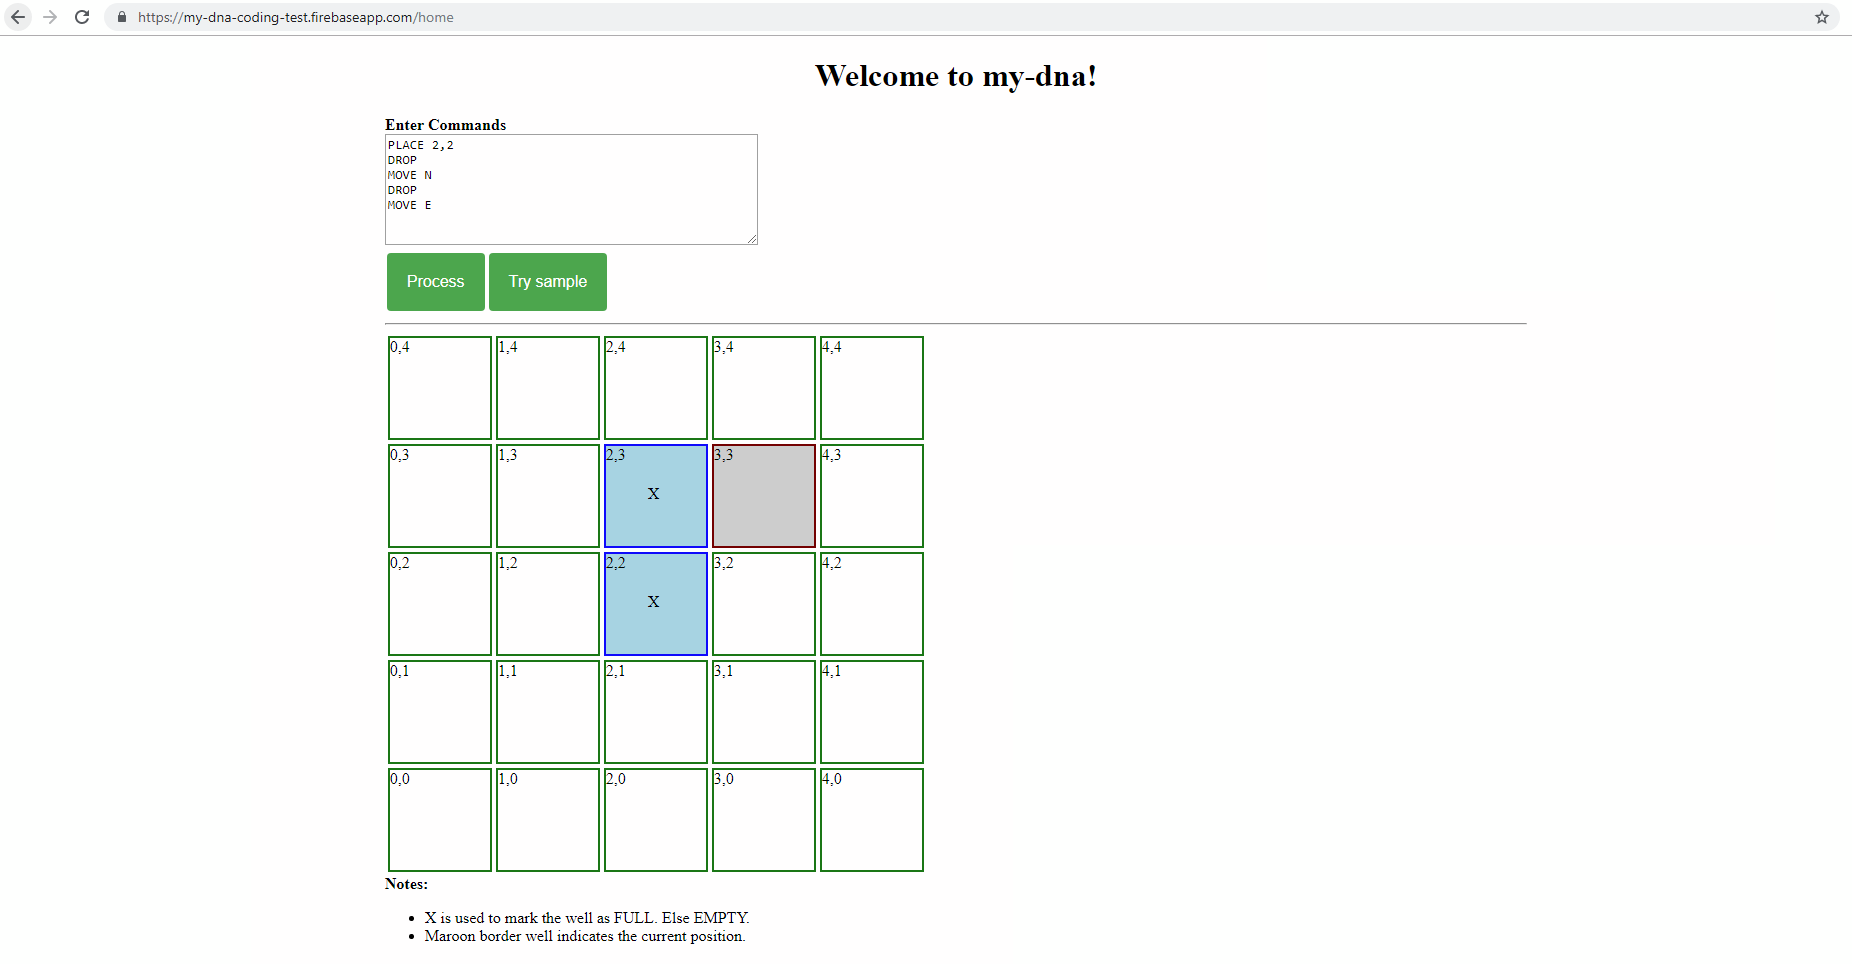 https://my-dna-coding-test.firebaseapp.com/home
Welcome to my-dna!
Enter Commands
PLACE 2,2
DROP
MOVE N
DROP
MOVE E
Process Try sample
0,4 1,4 2,4 3,4 4,4
0,3 1,3 2,3 3,3 4,3
X
0,2 1,2 2,2 3,2 4,2
X
0,1 1,1 2,1 3,1 4,1
0,0 1,0 2,0 3,0 4,0
Notes:
• X is used to mark the well as FULL. Else EMPTY.
• Maroon border well indicates the current position.